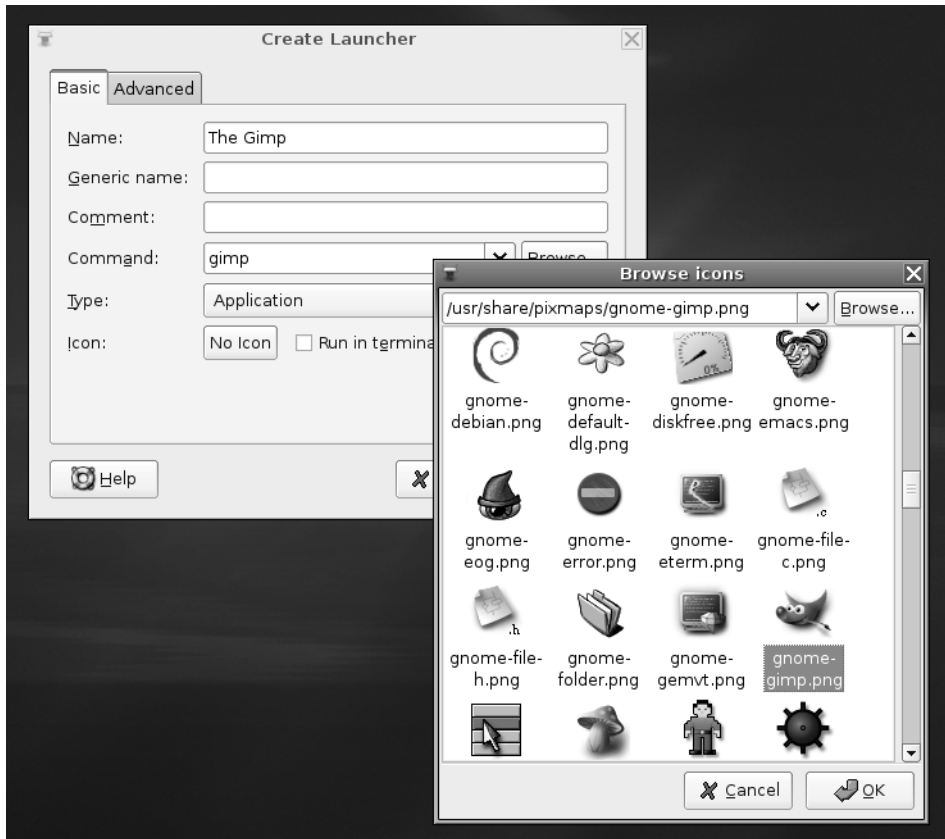 Create Launcher
Basic
Advanced
Name:
The Gimp
Generic name:
Comment:
Command:
gimp
Type:
Application
Icon:
No Icon
Run in
Help
Browse icons
/usr/share/pixmaps/gnome-gimp.png
Browse...
0%
gnome-
debian.png
gnome-
default-
dlg.png
gnome-
diskfree.png
gnome-
emacs.png
.c
gnome-
eog.png
gnome-
error.png
gnome-
eterm.png
gnome-file-
c.png
.h
gnome-file-
h.png
gnome-
folder.png
gnome-
gemvt.png
gnome-
gimp.png
Cancel
OK